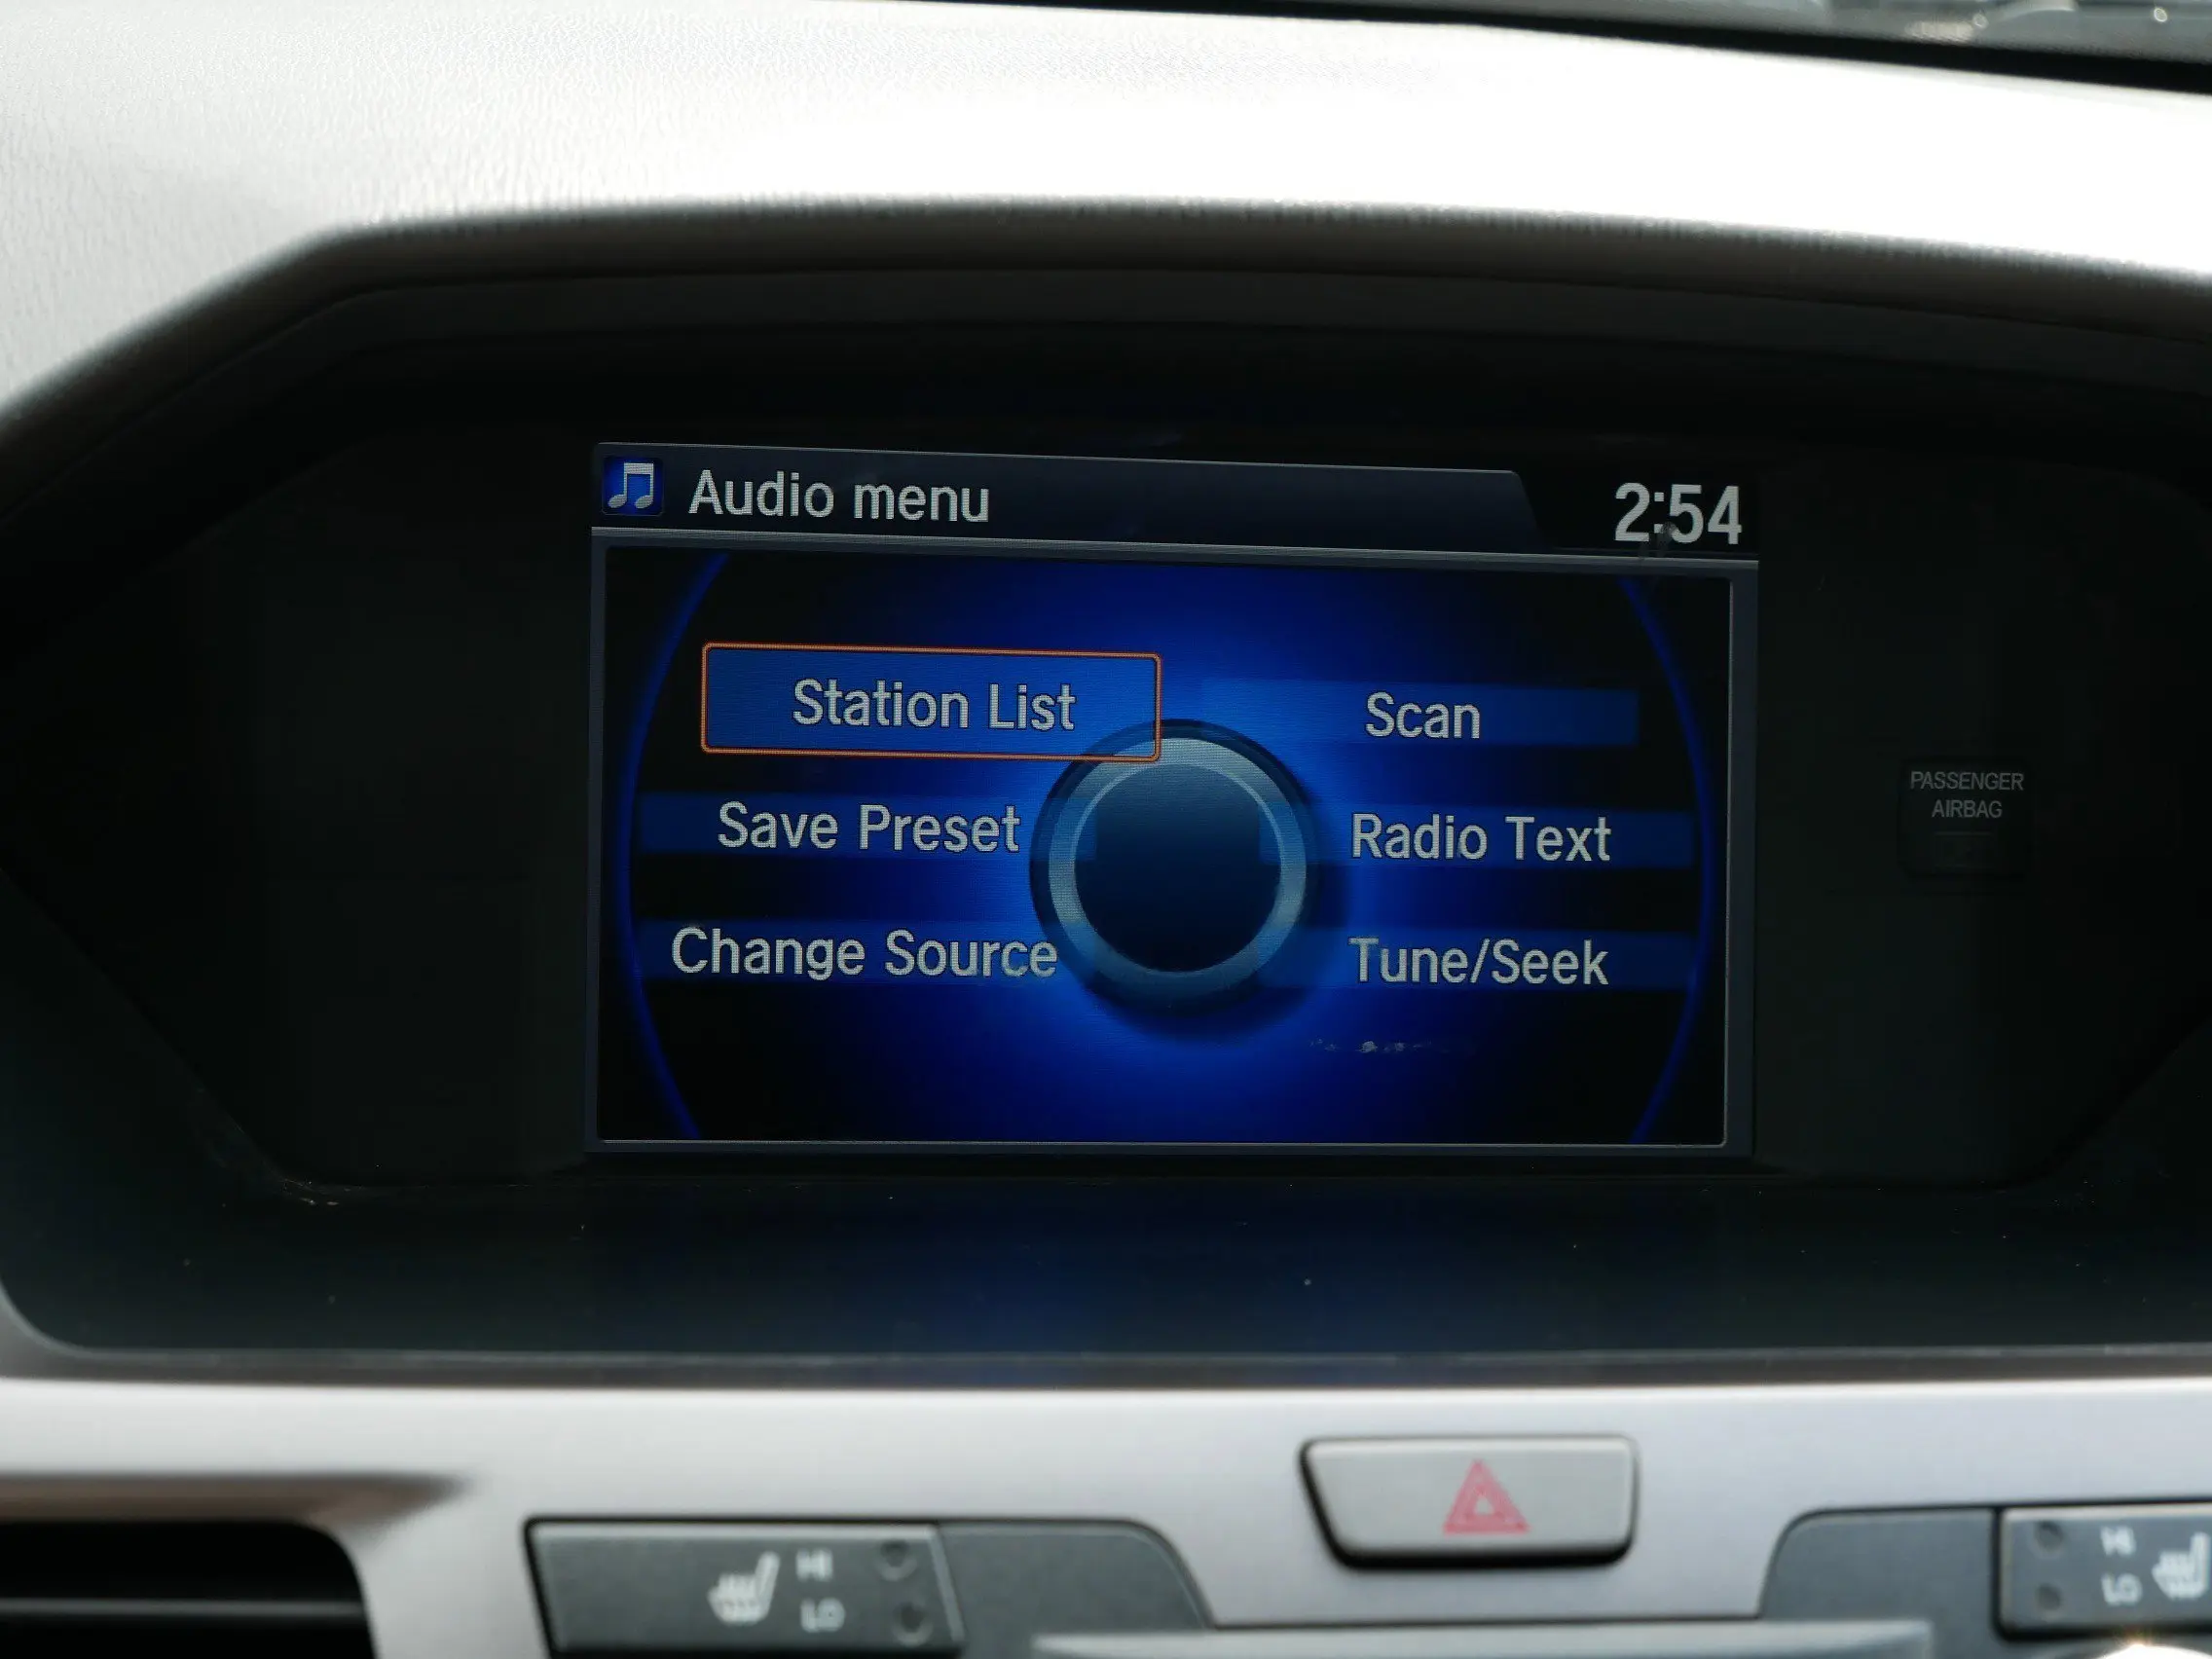 Audio menu
2:54
Station List
Scan
Save Preset
Radio Text
Change Source
Tune/Seek
PASSENGER
AIRBAG
HI
LO
HI
LO